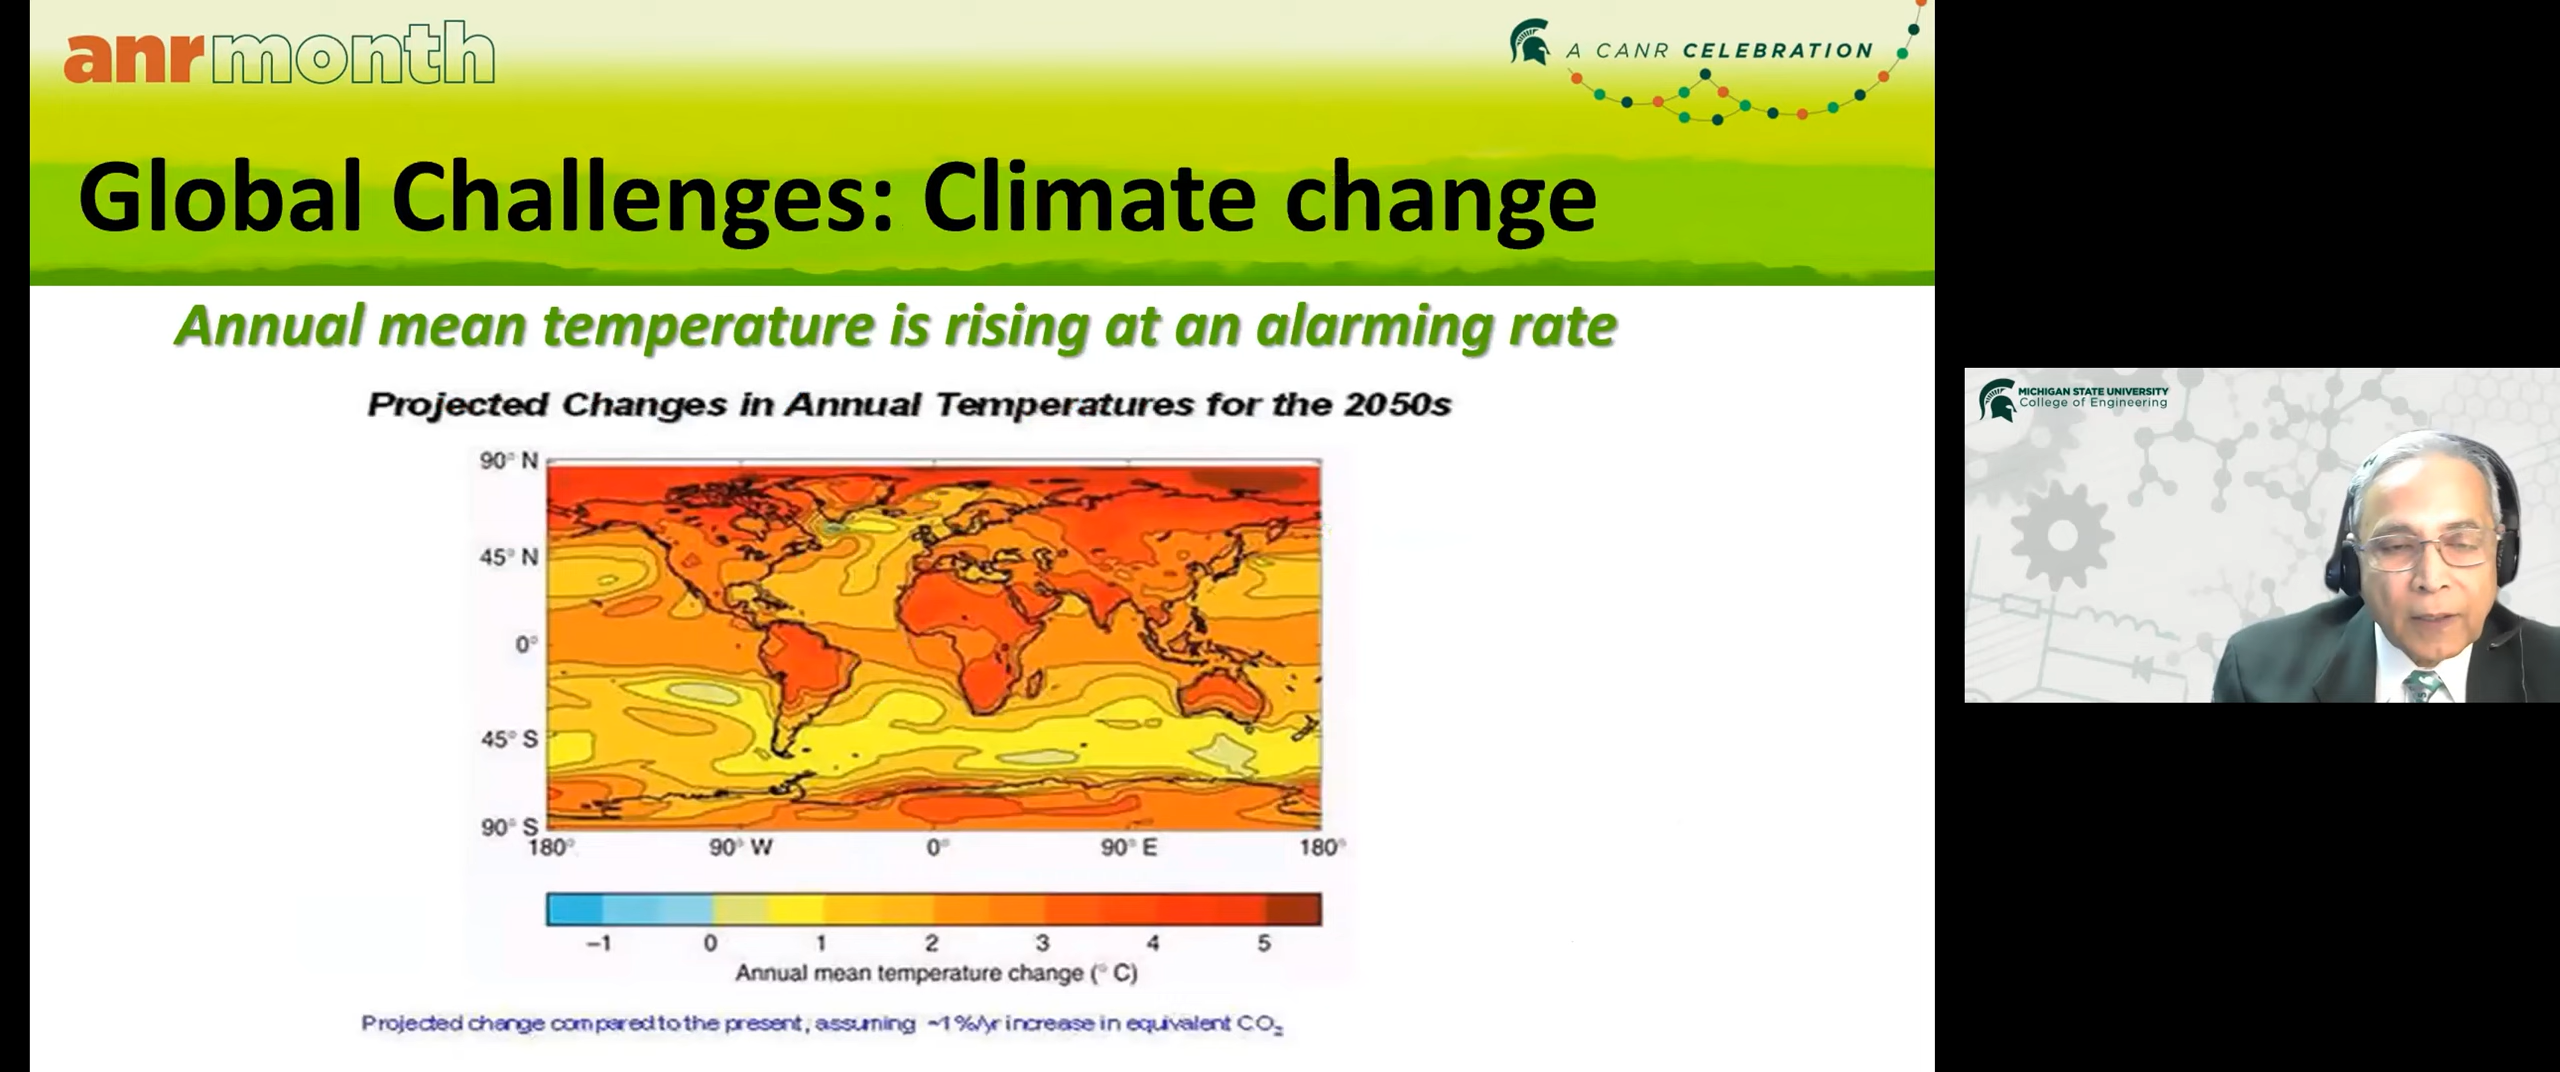 anrmonth
A CANR CELEBRATION
Global Challenges: Climate change
Annual mean temperature is rising at an alarming rate
Projected Changes in Annual Temperatures for the 2050s
90° N
45° N
0°
45° S
90° S
180° 90° W 0° 90° E 180°
−1 0 1 2 3 4 5
Annual mean temperature change (° C)
Projected change compared to the present, assuming ~1%/yr increase in equivalent CO₂
MICHIGAN STATE UNIVERSITY
College of Engineering